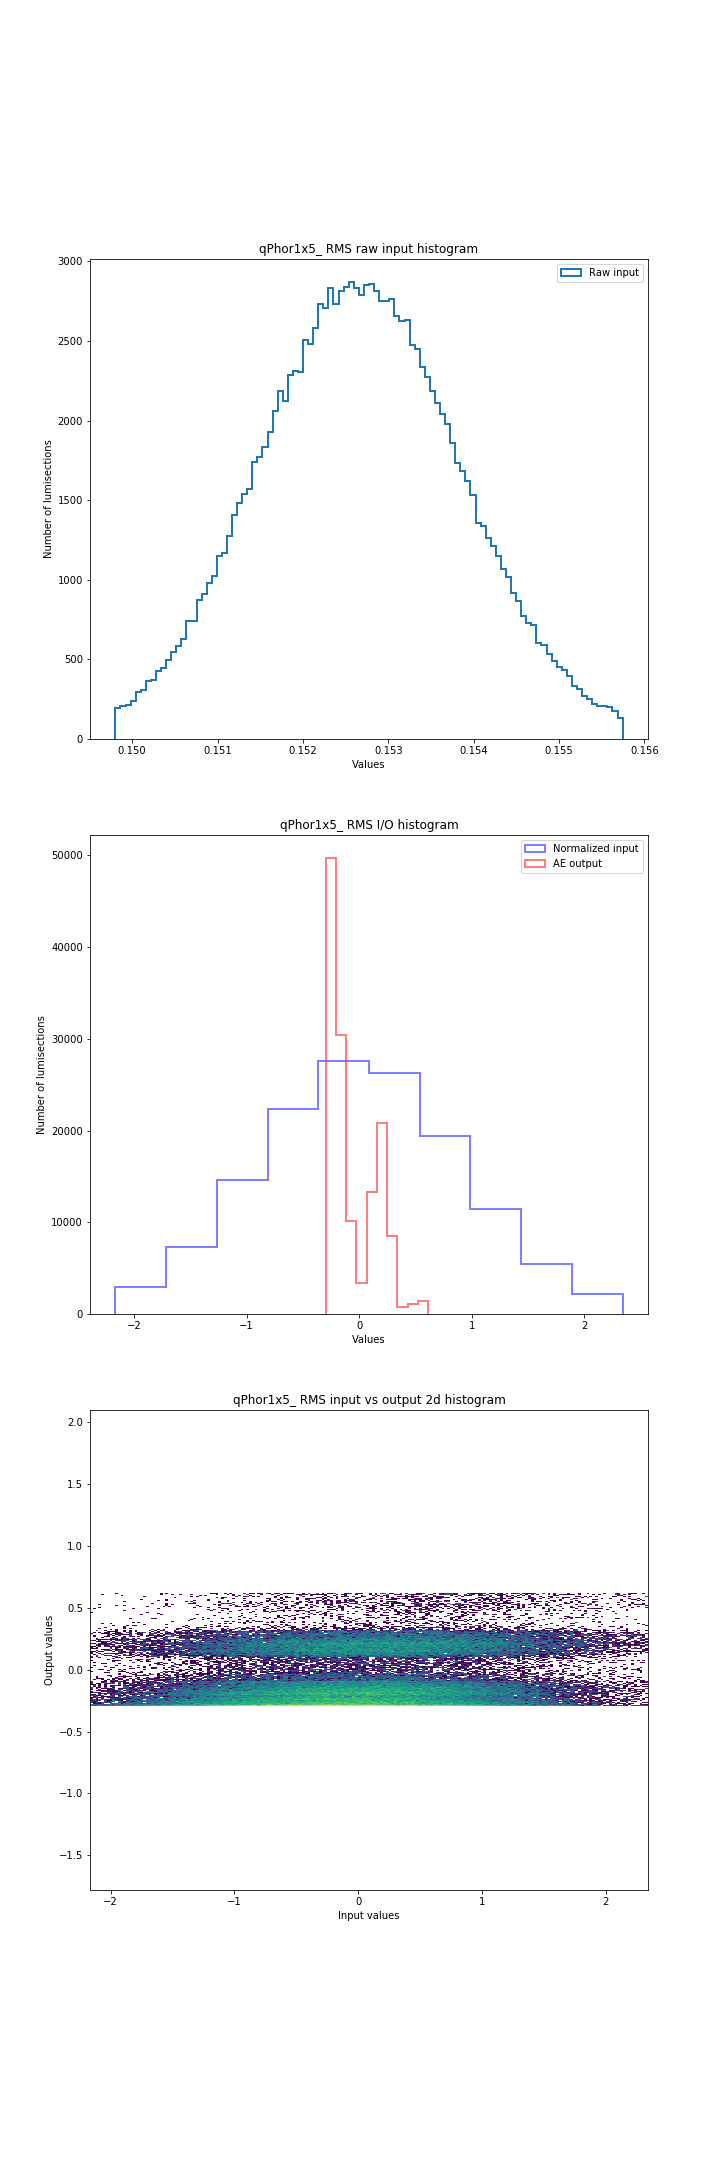 qPhor1x5_ RMS raw input histogram
Raw input
3000
2500
2000
1500
1000
500
0
Number of lumisections
0.150 0.151 0.152 0.153 0.154 0.155 0.156
Values
qPhor1x5_ RMS I/O histogram
Normalized input
AE output
50000
40000
30000
20000
10000
0
Number of lumisections
−2 −1 0 1 2
Values
qPhor1x5_ RMS input vs output 2d histogram
2.0
1.5
1.0
0.5
0.0
−0.5
−1.0
−1.5
Output values
−2 −1 0 1 2
Input values